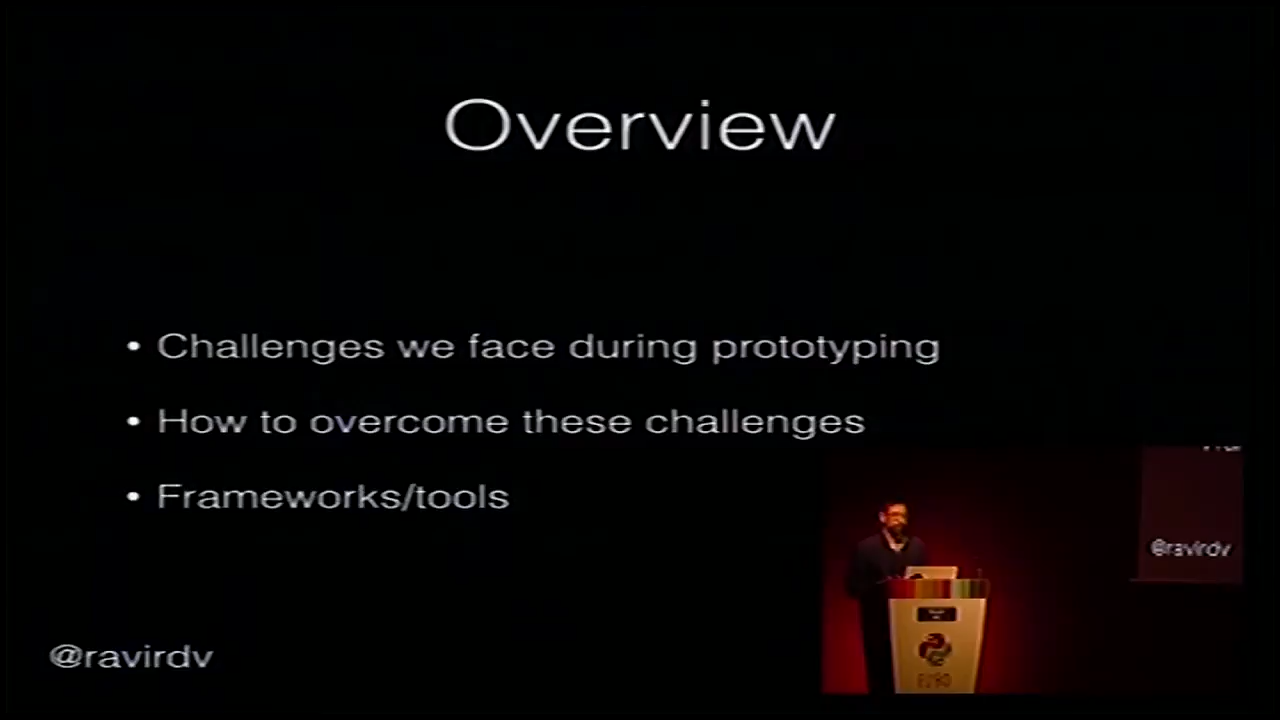 Overview
• Challenges we face during prototyping
• How to overcome these challenges
• Frameworks/tools
@ravirdv
@ravirdv